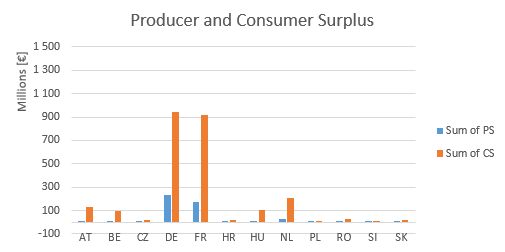 Producer and Consumer Surplus
Millions [€]
1 500
1 300
1 100
900
700
500
300
100
-100
AT BE CZ DE FR HR HU NL PL RO SI SK
Sum of PS
Sum of CS